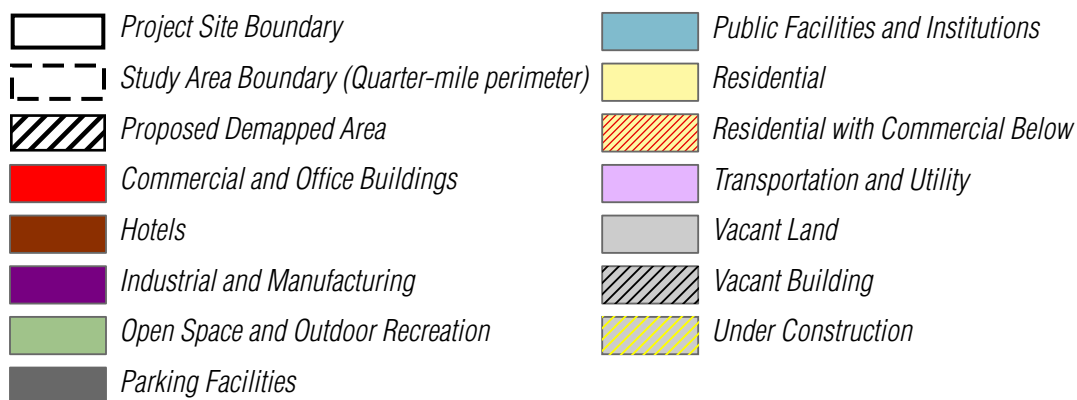 Project Site Boundary
Study Area Boundary (Quarter-mile perimeter)
Proposed Demapped Area
Commercial and Office Buildings
Hotels
Industrial and Manufacturing
Open Space and Outdoor Recreation
Parking Facilities
Public Facilities and Institutions
Residential
Residential with Commercial Below
Transportation and Utility
Vacant Land
Vacant Building
Under Construction